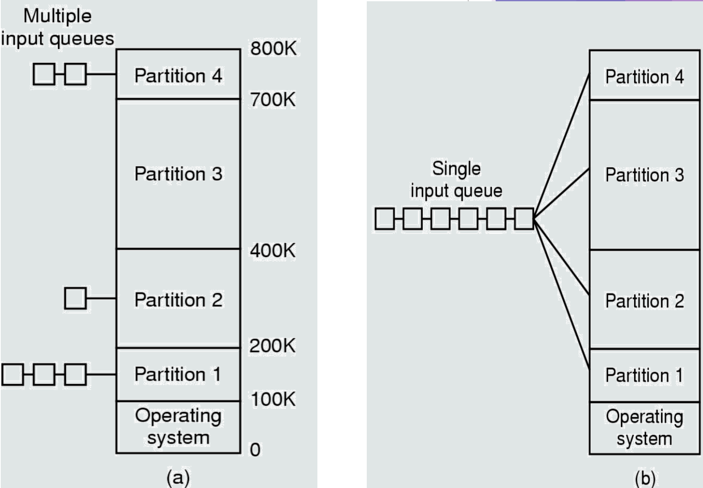 Multiple
input queues
800K
Partition 4
700K
Partition 3
400K
Partition 2
200K
Partition 1
100K
Operating
system
0
(a)
Single
input queue
Partition 4
Partition 3
Partition 2
Partition 1
Operating
system
(b)